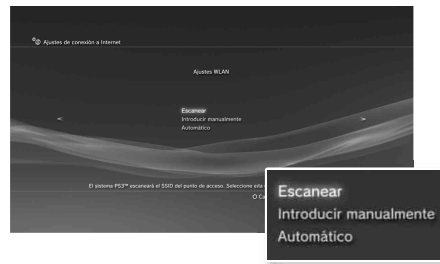 Ajustes de conexión a Internet
Ajustes WLAN
Escanear
Introducir manualmente
Automático
El sistema PS3™ escaneará el SSID del punto de acceso. Seleccione
Escanear
Introducir manualmente
Automático